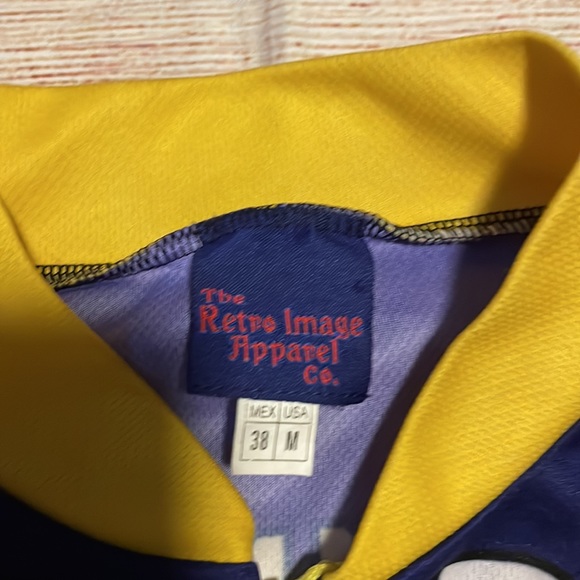 The
Retro Image
Apparel
Co.
MEX USA
38 M